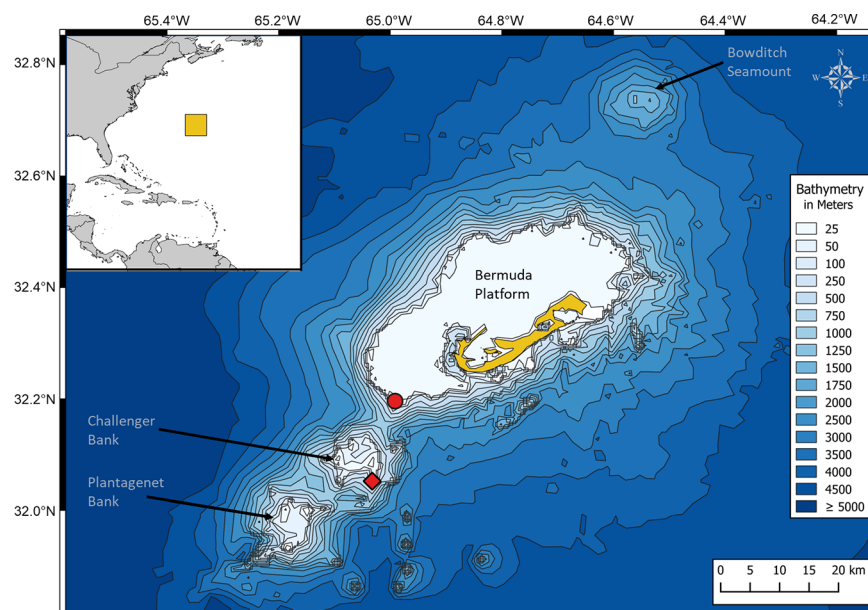 65.4°W 65.2°W 65.0°W 64.8°W 64.6°W 64.4°W 64.2°W
32.8°N
32.6°N
32.4°N
32.2°N
32.0°N
Bowditch
Seamount
N
W E
S
Bermuda
Platform
Challenger
Bank
Plantagenet
Bank
Bathymetry
in Meters
25
50
100
250
500
750
1000
1250
1500
1750
2000
2500
3000
3500
4000
4500
≥ 5000
0 5 10 15 20 km